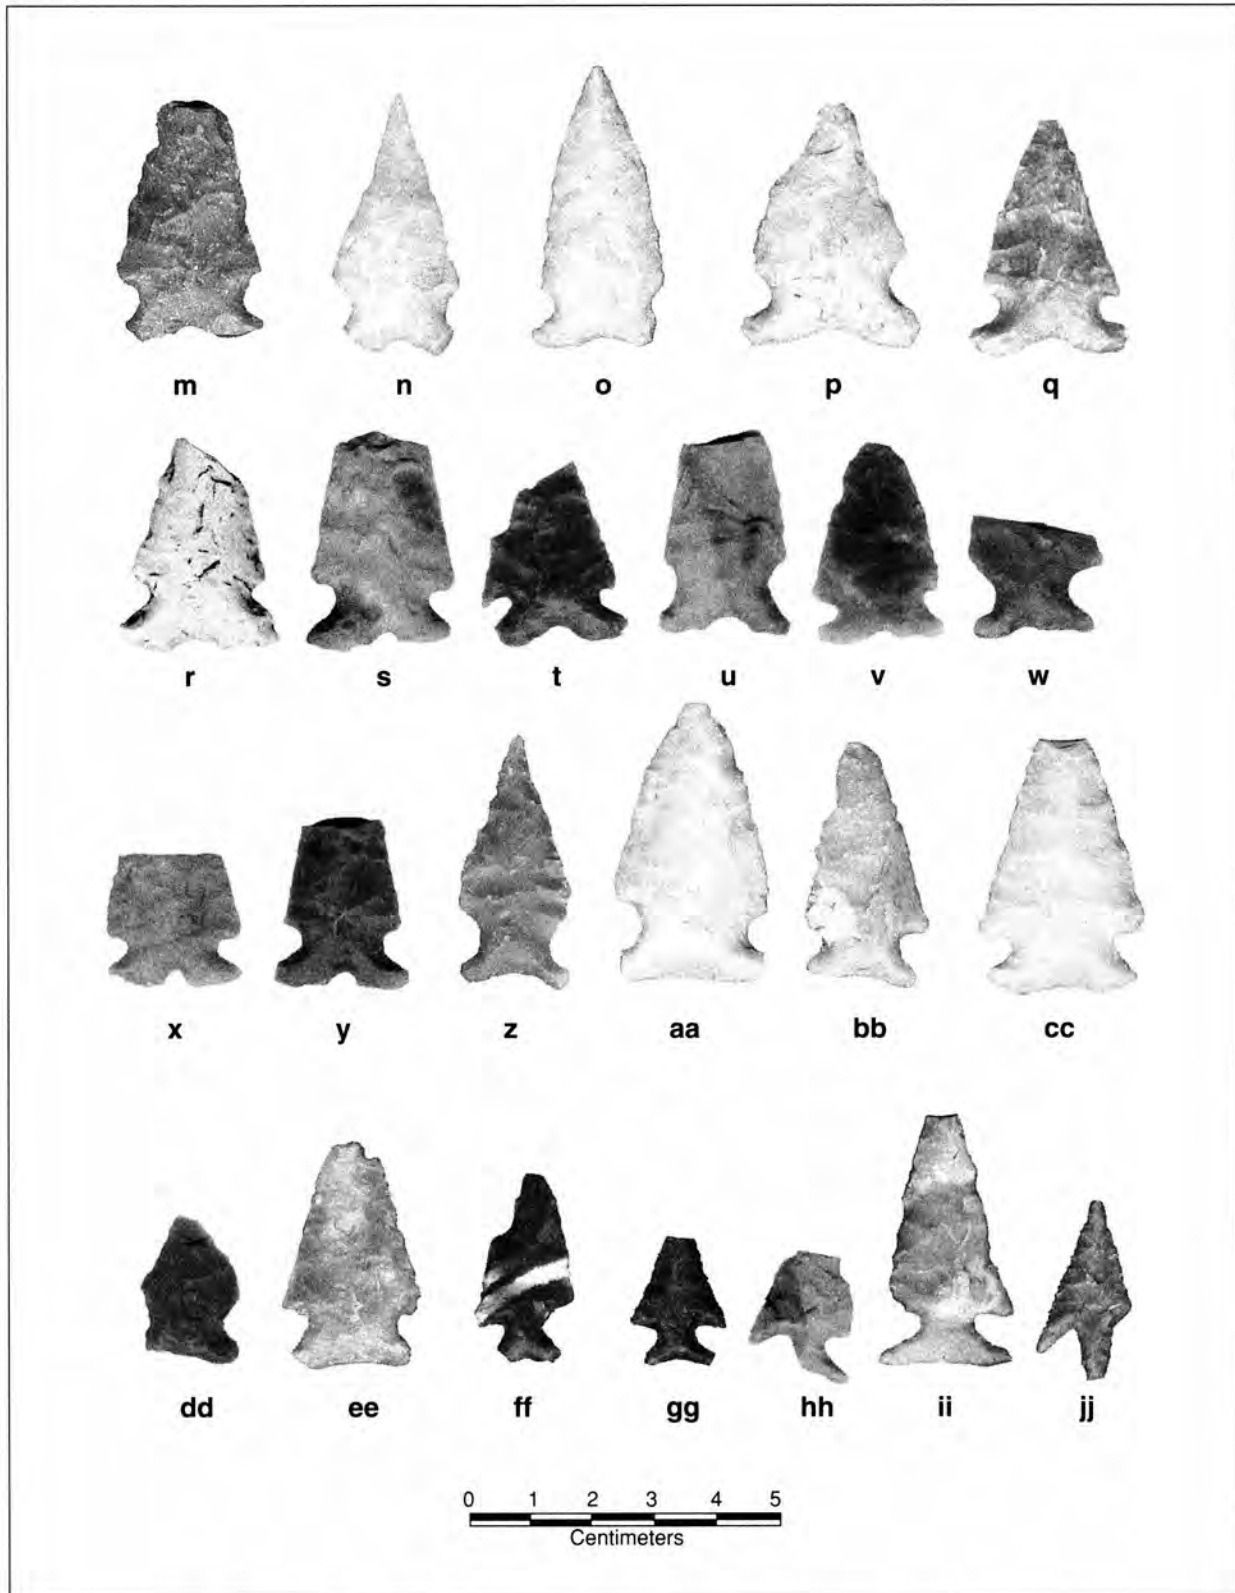 m n o p q
r s t u v w
x y z aa bb cc
dd ee ff gg hh ii jj
0 1 2 3 4 5
Centimeters